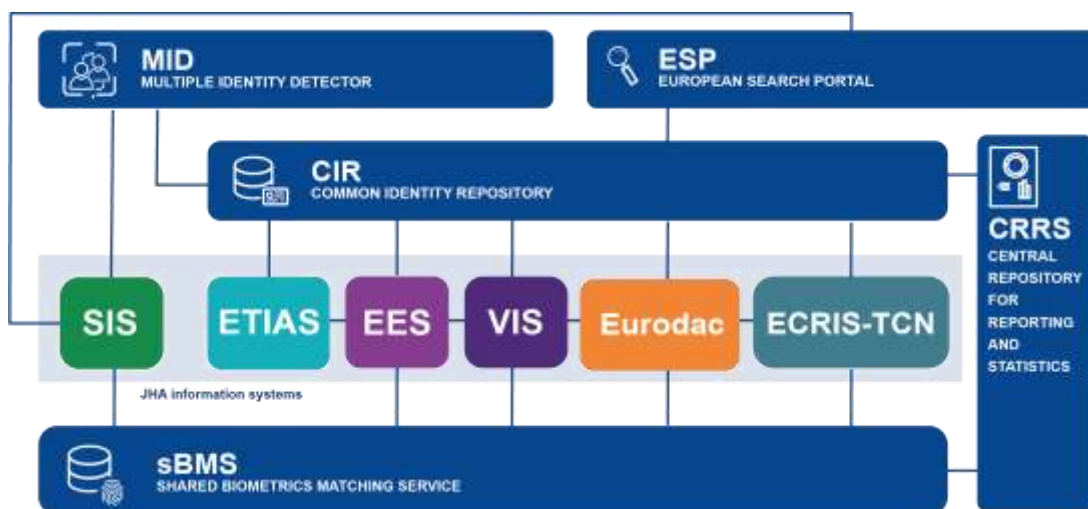 MID
MULTIPLE IDENTITY DETECTOR
ESP
EUROPEAN SEARCH PORTAL
CIR
COMMON IDENTITY REPOSITORY
CRRS
CENTRAL
REPOSITORY
FOR
REPORTING
AND
STATISTICS
SIS
ETIAS
EES
VIS
Eurodac
ECRIS-TCN
JHA information systems
sBMS
SHARED BIOMETRICS MATCHING SERVICE